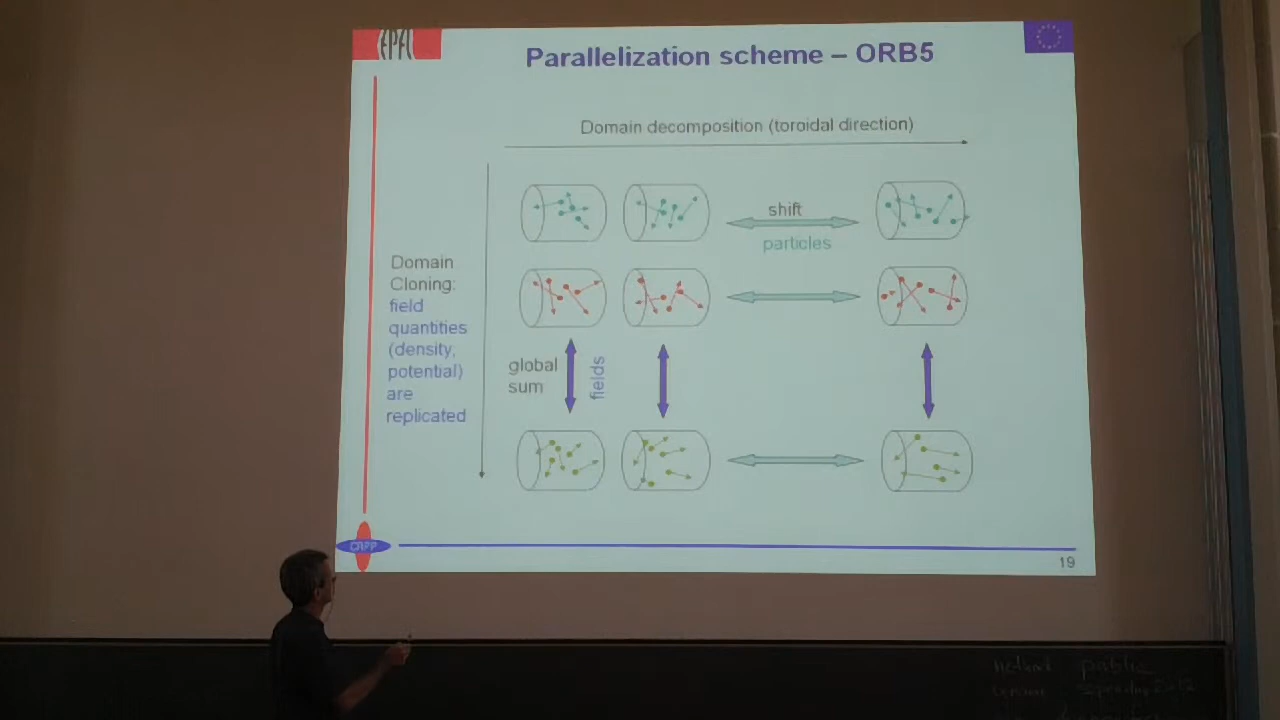 EPFL
Parallelization scheme – ORB5
Domain decomposition (toroidal direction)
shift
particles
Domain
Cloning:
field
quantities
(density,
potential)
are
replicated
global
sum
fields
CRPP
19
public